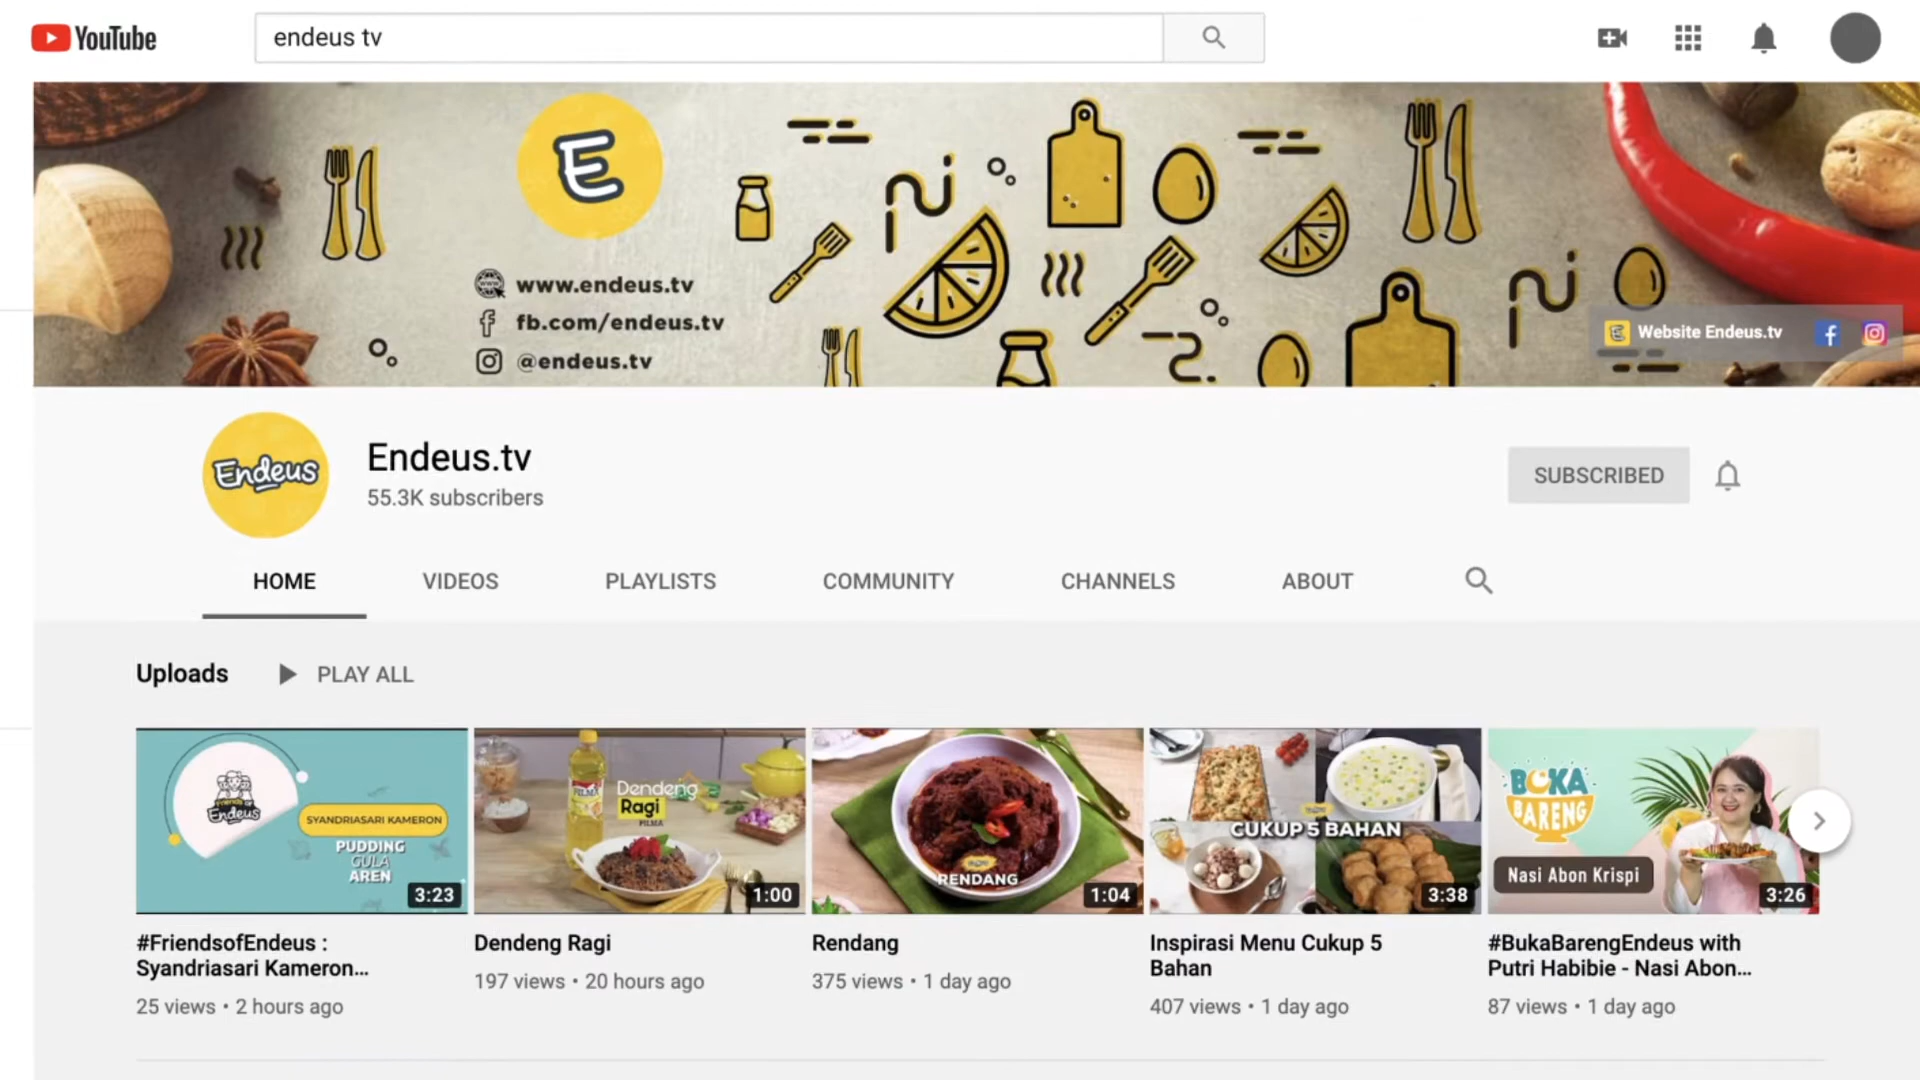 YouTube
endeus tv
E
www.endeus.tv
fb.com/endeus.tv
@endeus.tv
Website Endeus.tv
Endeus
Endeus.tv
55.3K subscribers
SUBSCRIBED
HOME
VIDEOS
PLAYLISTS
COMMUNITY
CHANNELS
ABOUT
Uploads
PLAY ALL
Friends of
Endeus
SYANDRIASARI KAMERON
PUDDING
GULA
AREN
3:23
Dendeng
Ragi
FILMA
1:00
RENDANG
1:04
CUKUP 5 BAHAN
3:38
BUKA
BARENG
Nasi Abon Krispi
3:26
#FriendsofEndeus :
Syandriasari Kameron...
25 views • 2 hours ago
Dendeng Ragi
197 views • 20 hours ago
Rendang
375 views • 1 day ago
Inspirasi Menu Cukup 5
Bahan
407 views • 1 day ago
#BukaBarengEndeus with
Putri Habibie - Nasi Abon...
87 views • 1 day ago